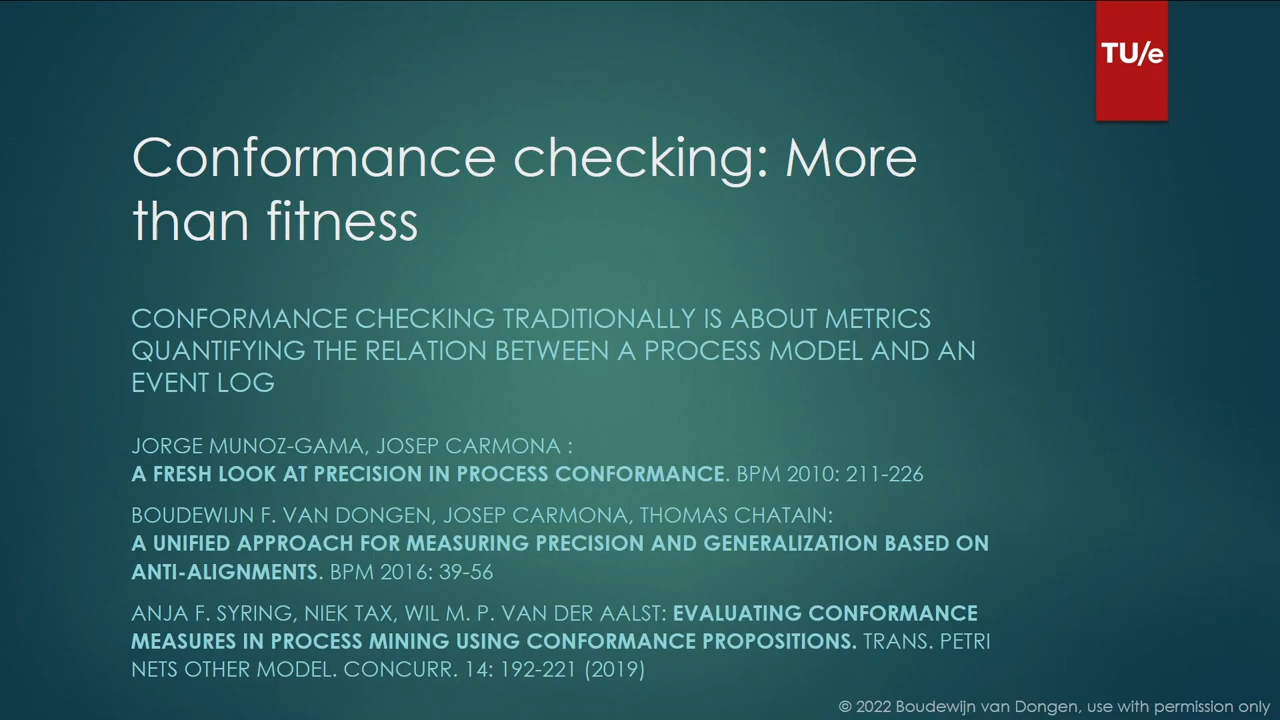 TU/e
Conformance checking: More
than fitness
CONFORMANCE CHECKING TRADITIONALLY IS ABOUT METRICS
QUANTIFYING THE RELATION BETWEEN A PROCESS MODEL AND AN
EVENT LOG
JORGE MUNOZ-GAMA, JOSEP CARMONA :
A FRESH LOOK AT PRECISION IN PROCESS CONFORMANCE. BPM 2010: 211-226
BOUDEWIJN F. VAN DONGEN, JOSEP CARMONA, THOMAS CHATAIN:
A UNIFIED APPROACH FOR MEASURING PRECISION AND GENERALIZATION BASED ON
ANTI-ALIGNMENTS. BPM 2016: 39-56
ANJA F. SYRING, NIEK TAX, WIL M. P. VAN DER AALST: EVALUATING CONFORMANCE
MEASURES IN PROCESS MINING USING CONFORMANCE PROPOSITIONS. TRANS. PETRI
NETS OTHER MODEL. CONCURR. 14: 192-221 (2019)
© 2022 Boudewijn van Dongen, use with permission only